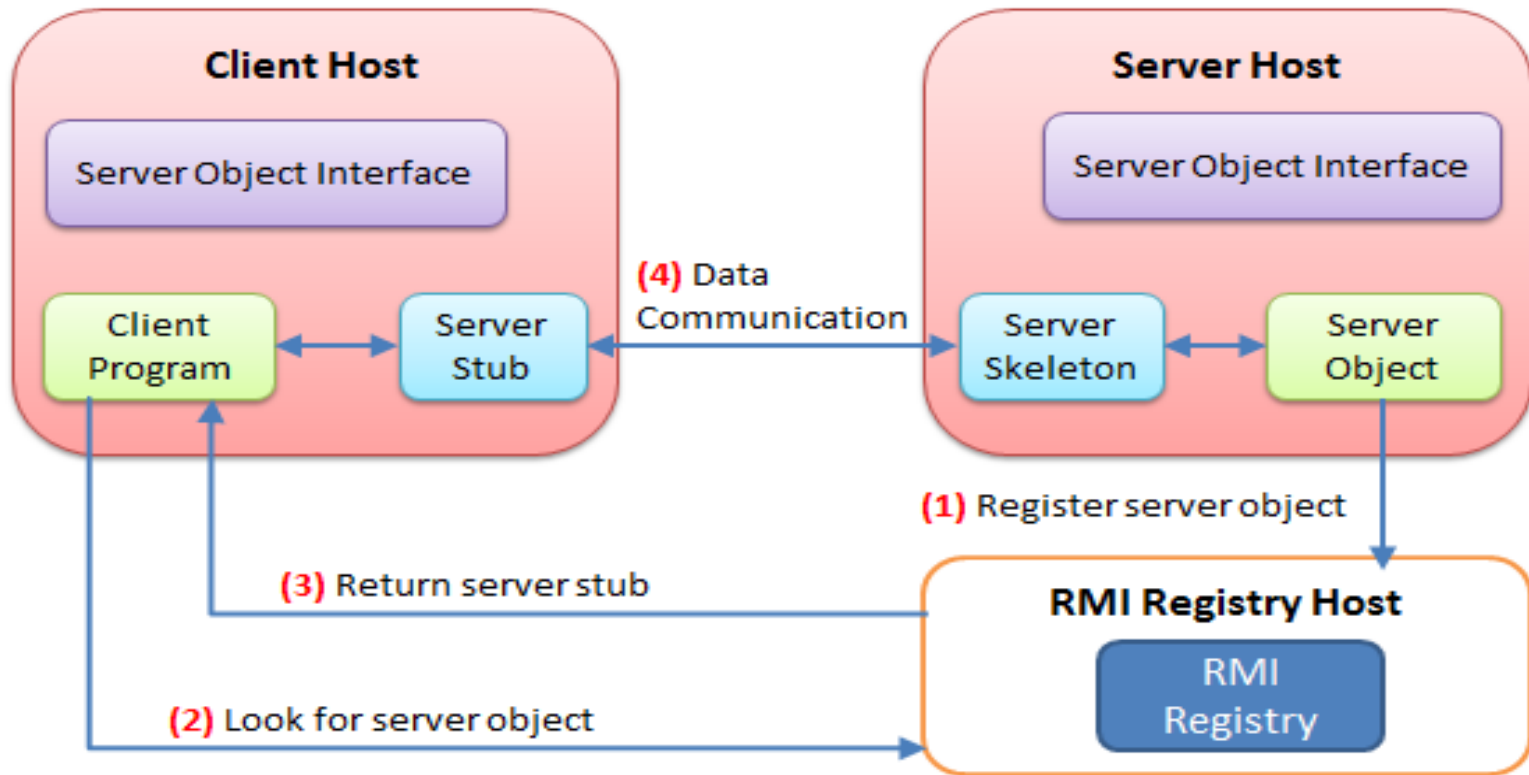 Client Host
Server Object Interface
Client
Program
Server
Stub
(4) Data
Communication
Server Host
Server Object Interface
Server
Skeleton
Server
Object
(1) Register server object
(3) Return server stub
(2) Look for server object
RMI Registry Host
RMI
Registry